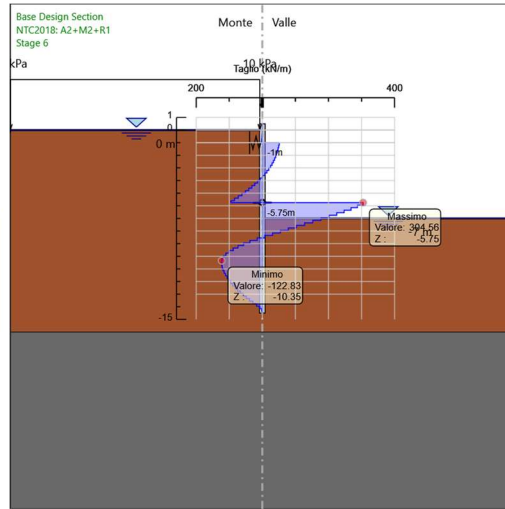 Base Design Section
NTC2018: A2+M2+R1
Stage 6
Monte
Valle
kPa
10 kPa
Taglio (kN/m)
200
400
1
0
0 m
-1m
-5.75m
Massimo
Valore: 304.56
Z : -5.75
-7 m
Minimo
Valore: -122.83
Z : -10.35
-15